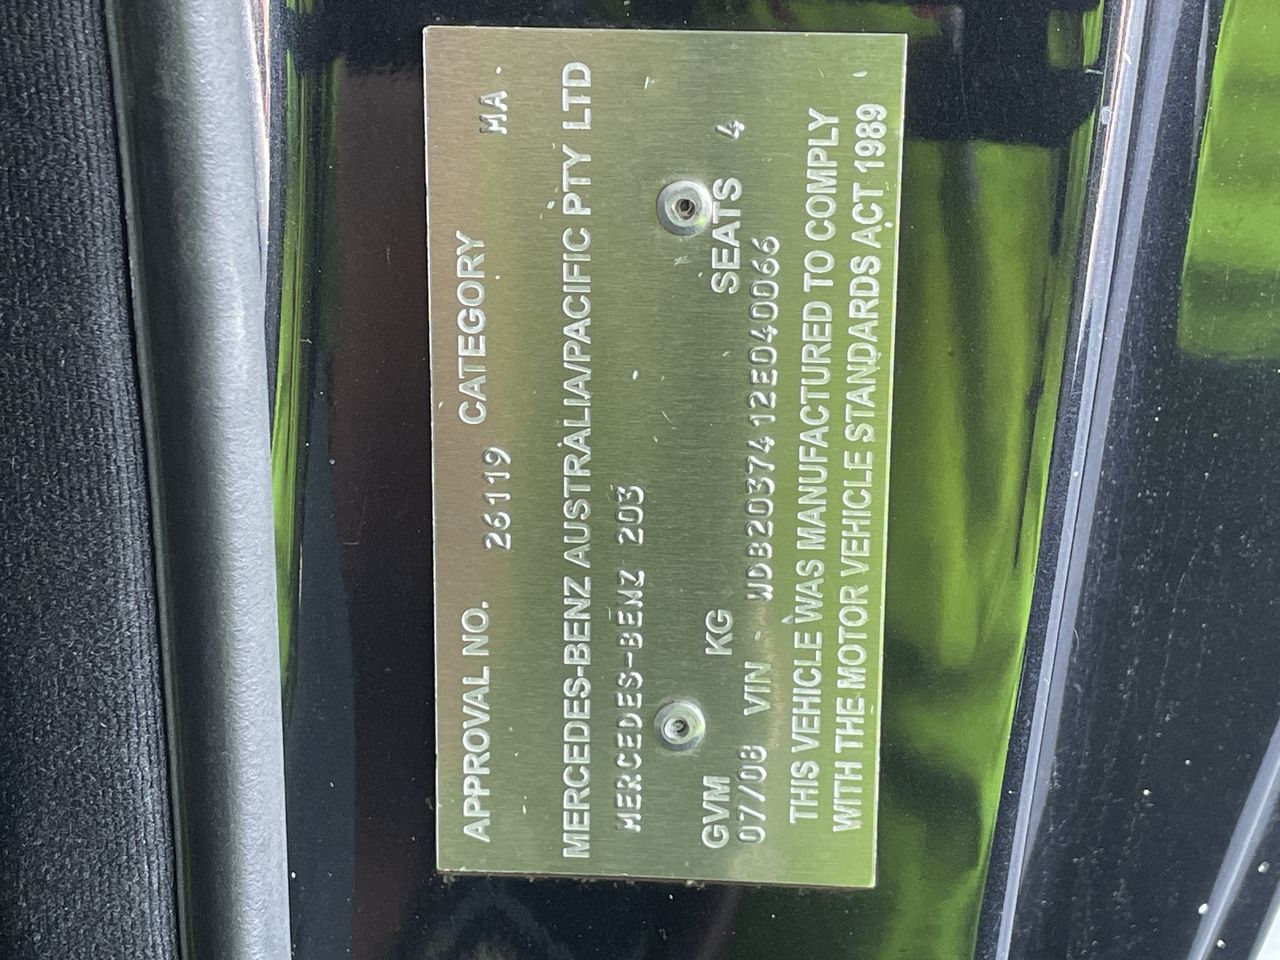 APPROVAL NO. 26119 CATEGORY MA
MERCEDES-BENZ AUSTRALIA/PACIFIC PTY LTD
MERCEDES-BENZ 203
GVM KG SEATS 4
07/08 VIN - WDB2037412E040066
THIS VEHICLE WAS MANUFACTURED TO COMPLY
WITH THE MOTOR VEHICLE STANDARDS ACT 1989